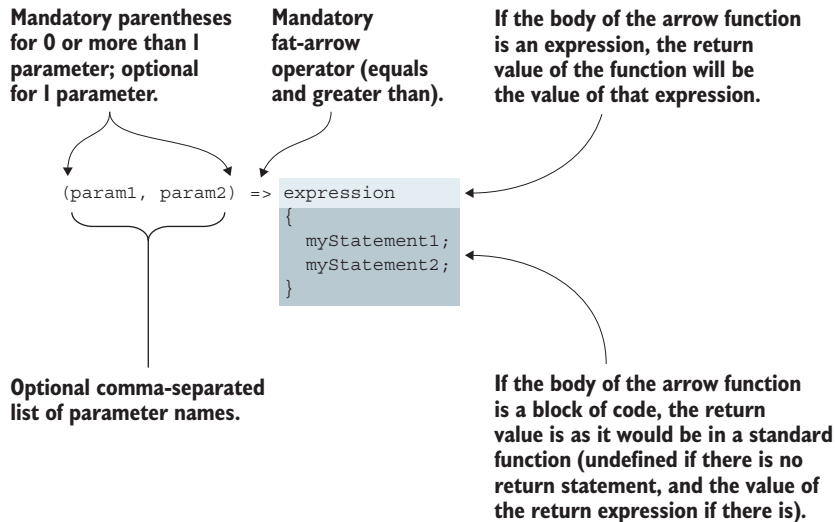 Mandatory parentheses
for 0 or more than 1
parameter; optional
for 1 parameter.
Mandatory
fat-arrow
operator (equals
and greater than).
If the body of the arrow function
is an expression, the return
value of the function will be
the value of that expression.
(param1, param2) => expression
{
myStatement1;
myStatement2;
}
Optional comma-separated
list of parameter names.
If the body of the arrow function
is a block of code, the return
value is as it would be in a standard
function (undefined if there is no
return statement, and the value of
the return expression if there is).